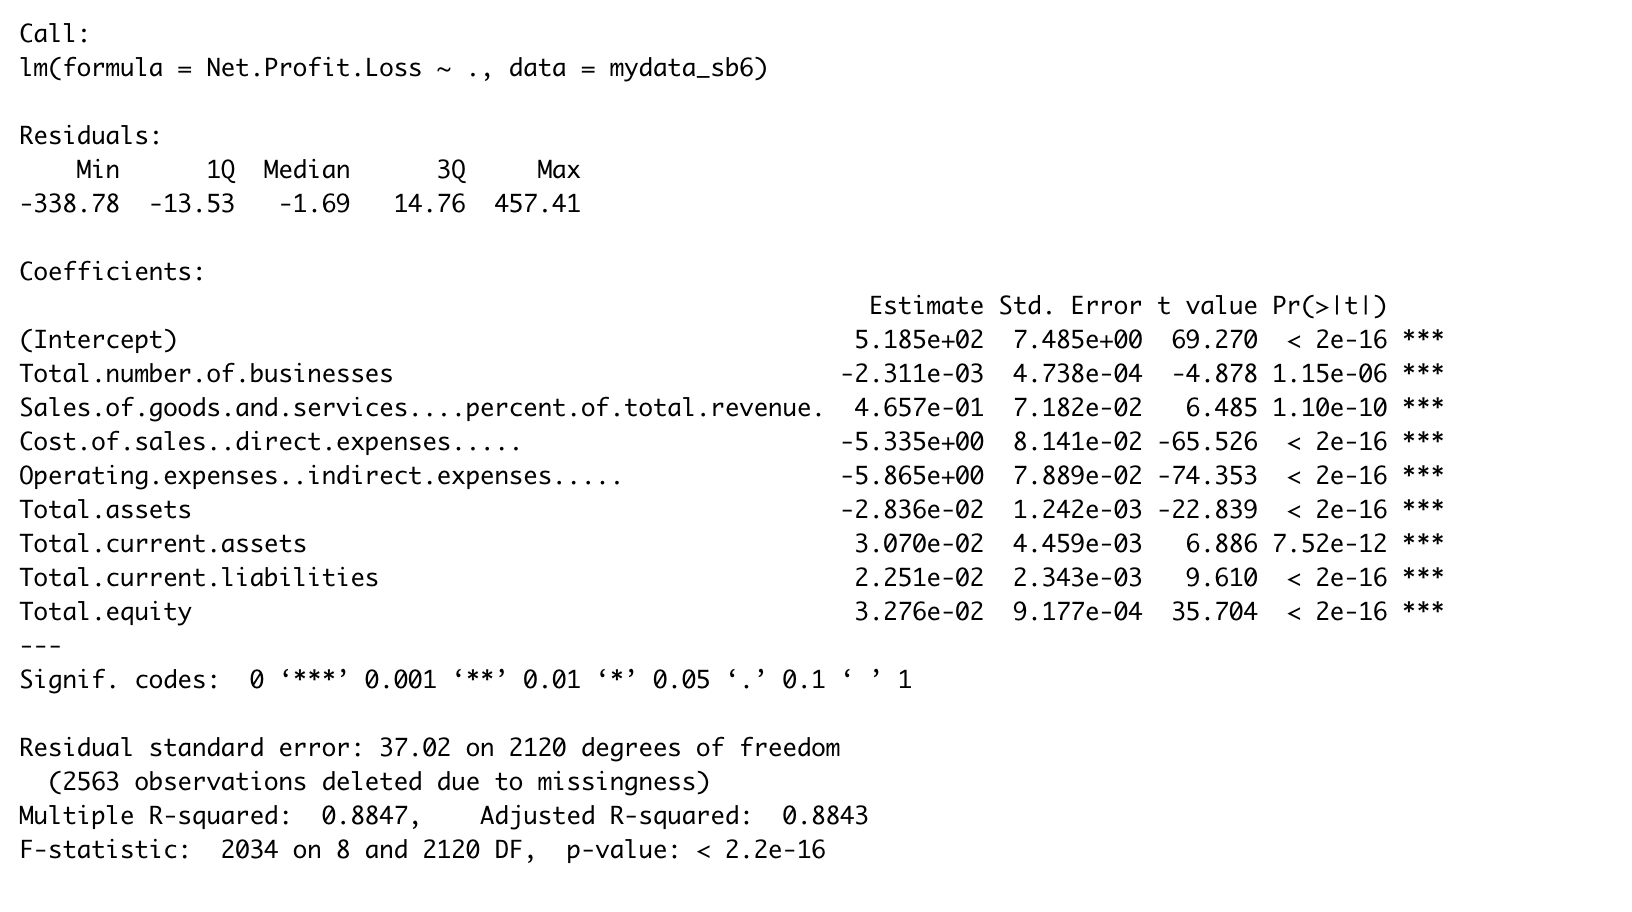 Call:
lm(formula = Net.Profit.Loss ~ ., data = mydata_sb6)
Residuals:
    Min      1Q  Median      3Q     Max
-338.78  -13.53   -1.69   14.76  457.41
Coefficients:
                                                           Estimate Std. Error t value Pr(>|t|)
(Intercept)                                               5.185e+02  7.485e+00  69.270  < 2e-16 ***
Total.number.of.businesses                               -2.311e-03  4.738e-04  -4.878 1.15e-06 ***
Sales.of.goods.and.services....percent.of.total.revenue.  4.657e-01  7.182e-02   6.485 1.10e-10 ***
Cost.of.sales..direct.expenses.....                      -5.335e+00  8.141e-02 -65.526  < 2e-16 ***
Operating.expenses..indirect.expenses.....               -5.865e+00  7.889e-02 -74.353  < 2e-16 ***
Total.assets                                             -2.836e-02  1.242e-03 -22.839  < 2e-16 ***
Total.current.assets                                      3.070e-02  4.459e-03   6.886 7.52e-12 ***
Total.current.liabilities                                 2.251e-02  2.343e-03   9.610  < 2e-16 ***
Total.equity                                              3.276e-02  9.177e-04  35.704  < 2e-16 ***
---
Signif. codes:  0 ‘***’ 0.001 ‘**’ 0.01 ‘*’ 0.05 ‘.’ 0.1 ‘ ’ 1
Residual standard error: 37.02 on 2120 degrees of freedom
  (2563 observations deleted due to missingness)
Multiple R-squared:  0.8847,    Adjusted R-squared:  0.8843
F-statistic:  2034 on 8 and 2120 DF,  p-value: < 2.2e-16